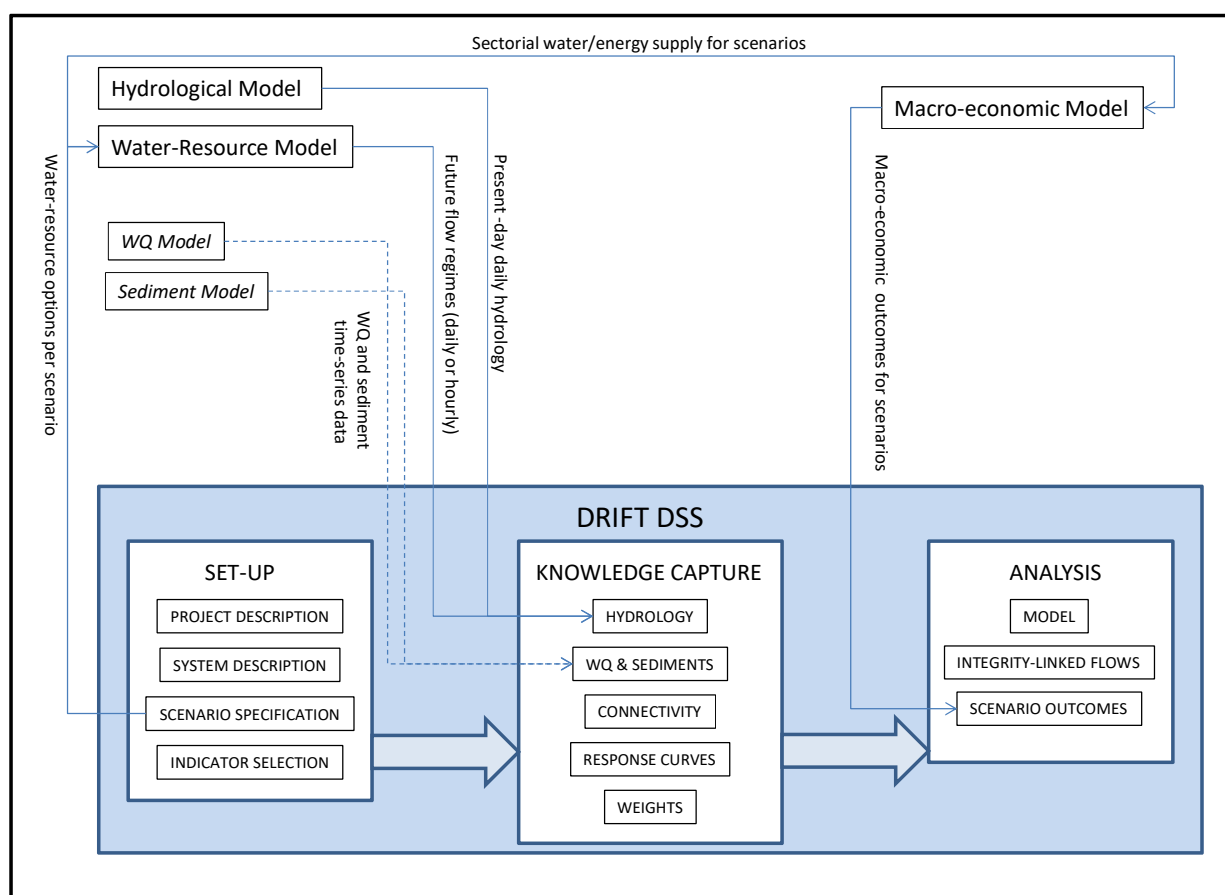 Sectorial water/energy supply for scenarios
Hydrological Model
Macro-economic Model
Water-Resource Model
WQ Model
Sediment Model
Water-resource options per scenario
WQ and sediment
time-series data
Future flow regimes (daily or hourly)
Present -day daily hydrology
Macro-economic outcomes for scenarios
DRIFT DSS
SET-UP
PROJECT DESCRIPTION
SYSTEM DESCRIPTION
SCENARIO SPECIFICATION
INDICATOR SELECTION
KNOWLEDGE CAPTURE
HYDROLOGY
WQ & SEDIMENTS
CONNECTIVITY
RESPONSE CURVES
WEIGHTS
ANALYSIS
MODEL
INTEGRITY-LINKED FLOWS
SCENARIO OUTCOMES